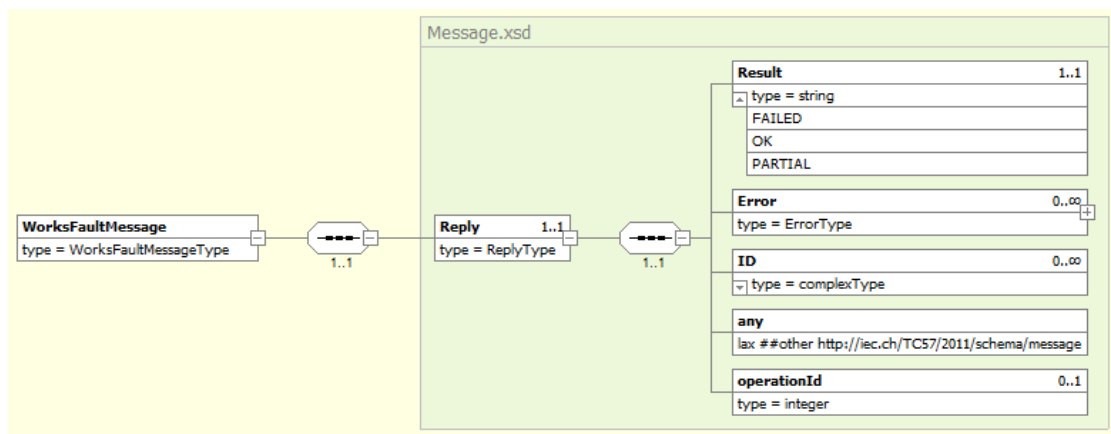 Message.xsd
Result 1..1
type = string
FAILED
OK
PARTIAL
Error 0..∞
type = ErrorType
WorksFaultMessage
type = WorksFaultMessageType
1..1
Reply 1..1
type = ReplyType
1..1
ID 0..∞
type = complexType
any
lax ##other http://iec.ch/TC57/2011/schema/message
operationId 0..1
type = integer